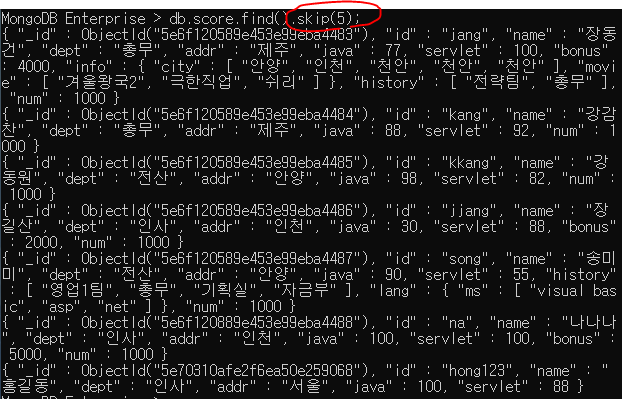 MongoDB Enterprise > db.score.find().skip(5);
{ "_id" : ObjectId("5e6f120589e453e99eba4483"), "id" : "jang", "name" : "장동
건", "dept" : "총무", "addr" : "제주", "java" : 77, "servlet" : 100, "bonus"
: 4000, "info" : { "city" : [ "안양", "인천", "천안", "천안", "천안" ], "movi
e" : [ "겨울왕국2", "극한직업", "쉬리" ] }, "history" : [ "전략팀", "총무" ],
"num" : 1000 }
{ "_id" : ObjectId("5e6f120589e453e99eba4484"), "id" : "kang", "name" : "강감
찬", "dept" : "총무", "addr" : "제주", "java" : 88, "servlet" : 92, "num" : 1
000 }
{ "_id" : ObjectId("5e6f120589e453e99eba4485"), "id" : "kkang", "name" : "강
동원", "dept" : "전산", "addr" : "안양", "java" : 98, "servlet" : 82, "num" :
1000 }
{ "_id" : ObjectId("5e6f120589e453e99eba4486"), "id" : "jjang", "name" : "장
길산", "dept" : "인사", "addr" : "인천", "java" : 30, "servlet" : 88, "bonus"
: 2000, "num" : 1000 }
{ "_id" : ObjectId("5e6f120589e453e99eba4487"), "id" : "song", "name" : "송미
미", "dept" : "전산", "addr" : "안양", "java" : 90, "servlet" : 55, "history"
: [ "영업1팀", "총무", "기획실", "자금부" ], "lang" : { "ms" : [ "visual bas
ic", "asp", "net" ] }, "num" : 1000 }
{ "_id" : ObjectId("5e6f120889e453e99eba4488"), "id" : "na", "name" : "나나나"
, "dept" : "인사", "addr" : "인천", "java" : 100, "servlet" : 100, "bonus" :
5000, "num" : 1000 }
{ "_id" : ObjectId("5e70310afe2f6ea50e259068"), "id" : "hong123", "name" : "
홍길동", "dept" : "인사", "addr" : "서울", "java" : 100, "servlet" : 88 }
MongoDB Enterprise >